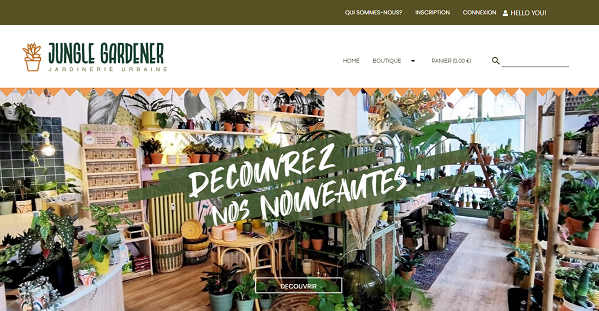 QUI SOMMES-NOUS?   INSCRIPTION   CONNEXION   HELLO YOU!
JUNGLE GARDENER
JARDINERIE URBAINE
HOME   BOUTIQUE   PANIER (0,00 €)
DECOUVREZ
NOS NOUVEAUTES !
DECOUVRIR